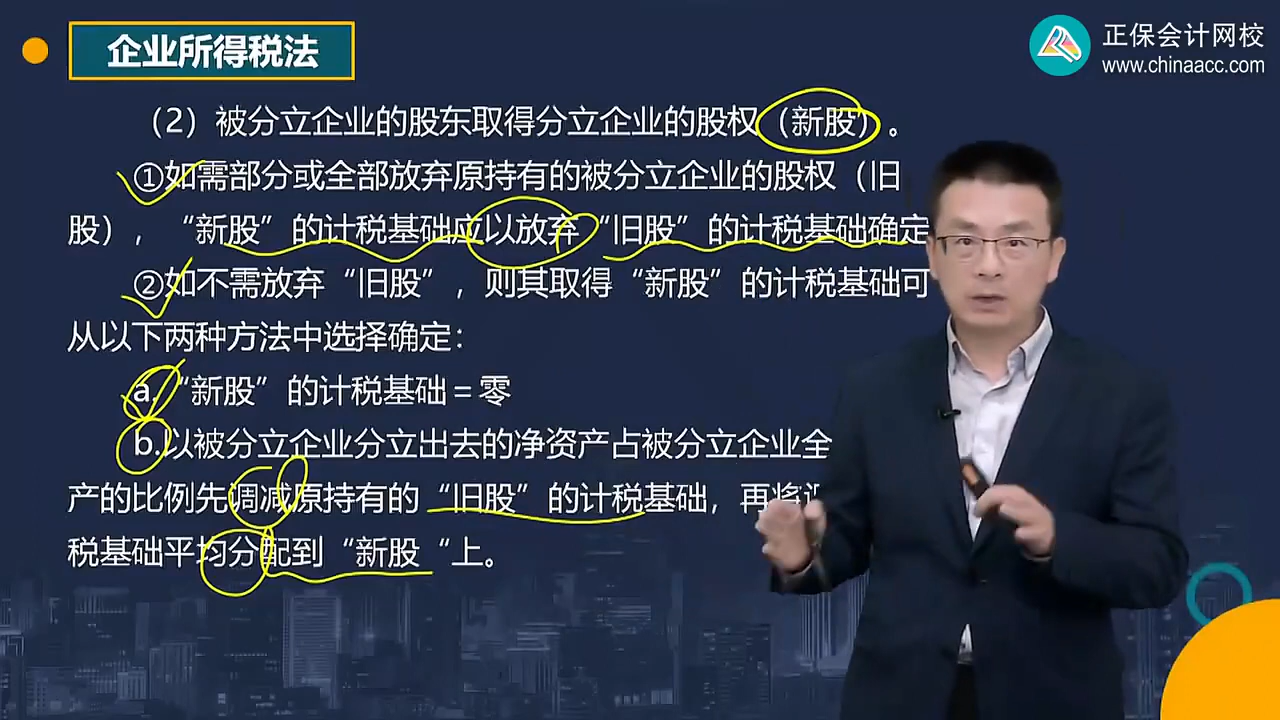 企业所得税法
正保会计网校
www.chinaacc.com
（2）被分立企业的股东取得分立企业的股权（新股）。
①如需部分或全部放弃原持有的被分立企业的股权（旧
股），“新股”的计税基础应以放弃“旧股”的计税基础确定
②如不需放弃“旧股”，则其取得“新股”的计税基础可
从以下两种方法中选择确定：
a.“新股”的计税基础＝零
b.以被分立企业分立出去的净资产占被分立企业全
产的比例先调减原持有的“旧股”的计税基础，再将
税基础平均分配到“新股“上。